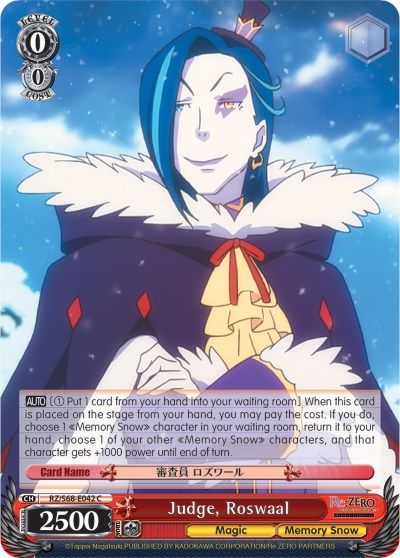 LEVEL
0
0
COST
AUTO [① Put 1 card from your hand into your waiting room] When this card
is placed on the stage from your hand, you may pay the cost. If you do,
choose 1 «Memory Snow» character in your waiting room, return it to your
hand, choose 1 of your other «Memory Snow» characters, and that
character gets +1000 power until end of turn.
Card Name 審査員 ロズワール
CH RZ/S68-E042 C
POWER 2500
Judge, Roswaal
Magic Memory Snow
Re:ZERO
©Tappei Nagatsuki,PUBLISHED BY KADOKAWA CORPORATION/Re:ZERO PARTNERS